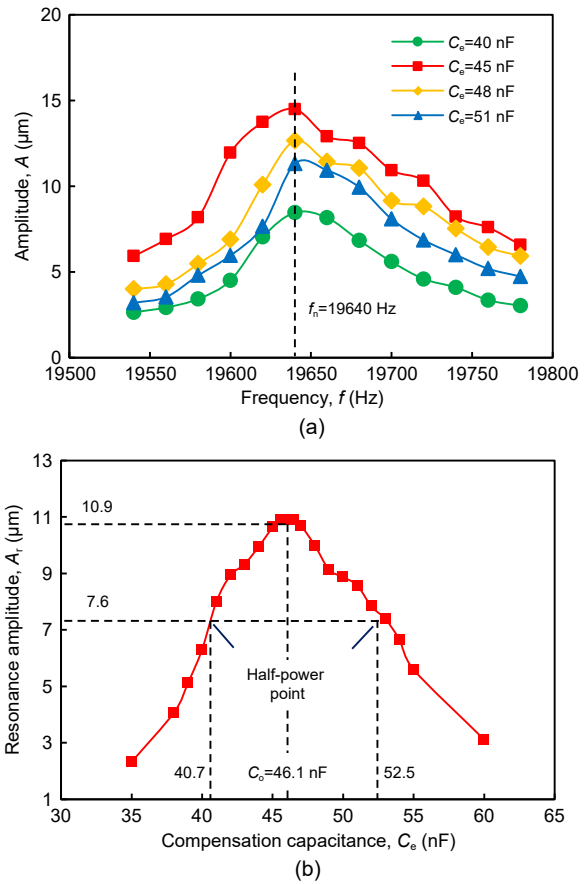 20
15
10
5
0
Amplitude, A (μm)
Cₑ=40 nF
Cₑ=45 nF
Cₑ=48 nF
Cₑ=51 nF
fₙ=19640 Hz
19500 19550 19600 19650 19700 19750 19800
Frequency, f (Hz)
(a)
13
11
9
7
5
3
1
Resonance amplitude, Aᵣ (μm)
10.9
7.6
Half-power
point
40.7
Cₒ=46.1 nF
52.5
30 35 40 45 50 55 60 65
Compensation capacitance, Cₑ (nF)
(b)